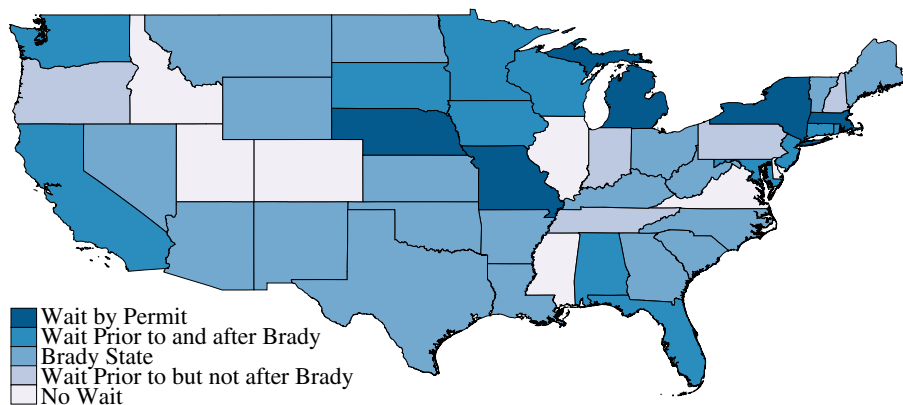 Wait by Permit
Wait Prior to and after Brady
Brady State
Wait Prior to but not after Brady
No Wait